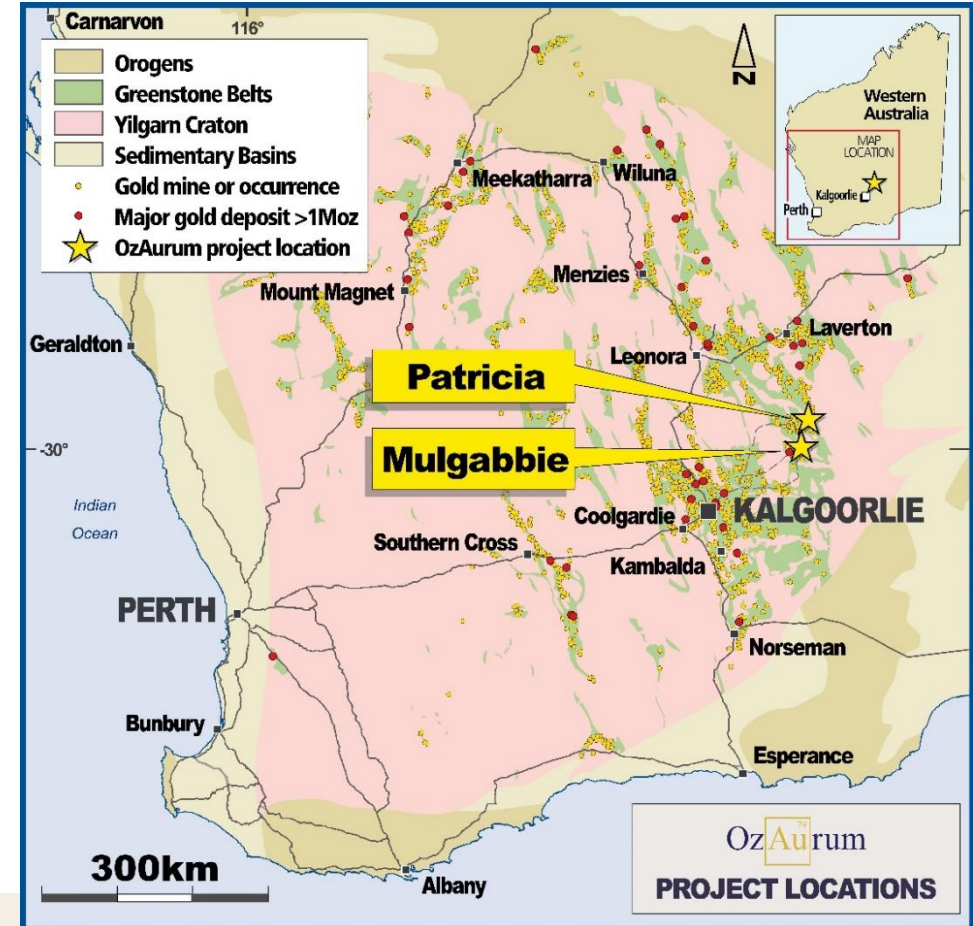 Carnarvon
116°
Orogens
Greenstone Belts
Yilgarn Craton
Sedimentary Basins
Gold mine or occurrence
Major gold deposit >1Moz
OzAurum project location
N
Western
Australia
MAP
LOCATION
Kalgoorlie
Perth
Meekatharra
Wiluna
Menzies
Mount Magnet
Geraldton
Laverton
Leonora
Patricia
-30°
Mulgabbie
Indian
Ocean
Coolgardie
KALGOORLIE
Southern Cross
Kambalda
PERTH
Norseman
Bunbury
Esperance
300km
Albany
79
OzAurum
PROJECT LOCATIONS